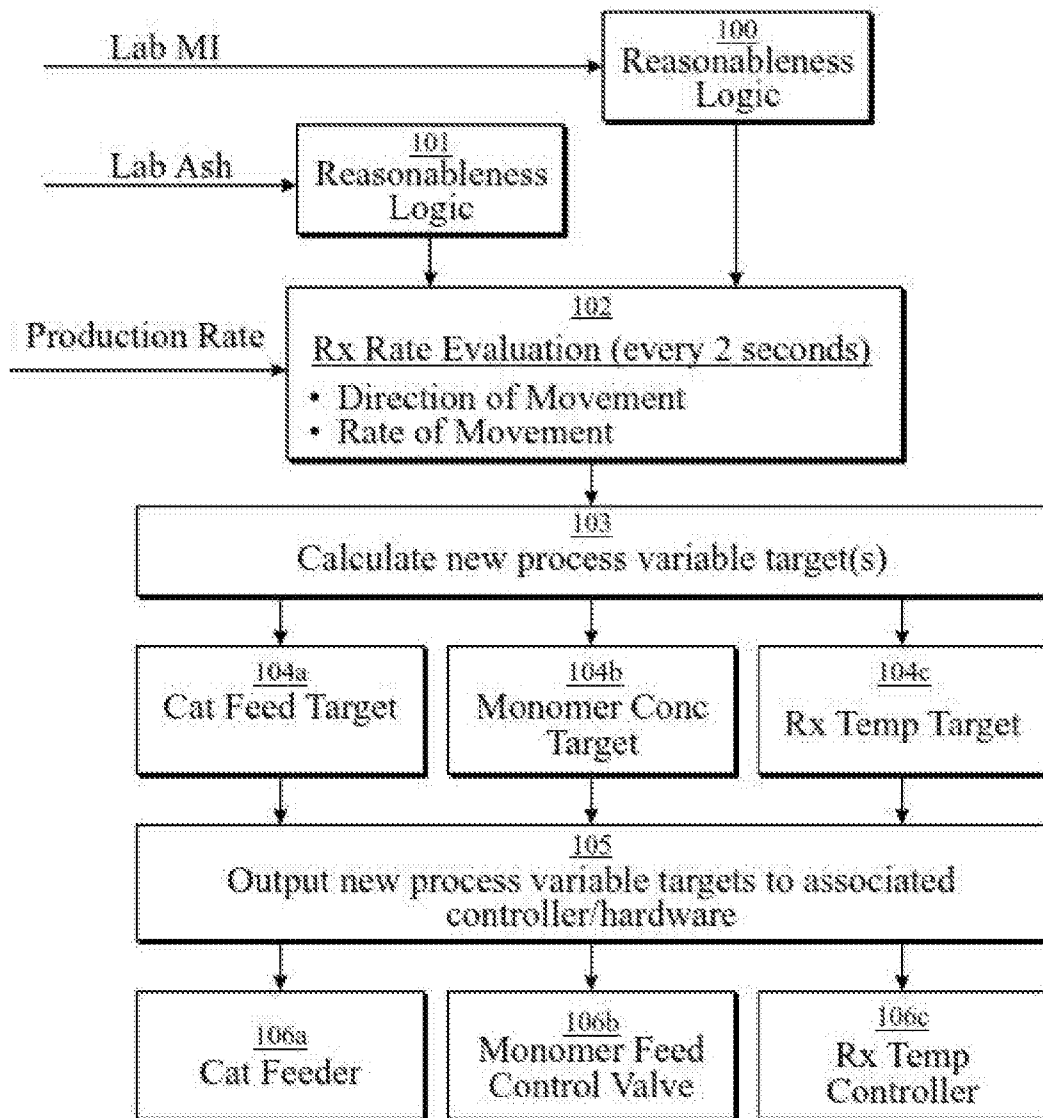 Lab MI
100
Reasonableness
Logic
Lab Ash
101
Reasonableness
Logic
Production Rate
102
Rx Rate Evaluation (every 2 seconds)
• Direction of Movement
• Rate of Movement
103
Calculate new process variable target(s)
104a
Cat Feed Target
104b
Monomer Conc
Target
104c
Rx Temp Target
105
Output new process variable targets to associated
controller/hardware
106a
Cat Feeder
106b
Monomer Feed
Control Valve
106c
Rx Temp
Controller